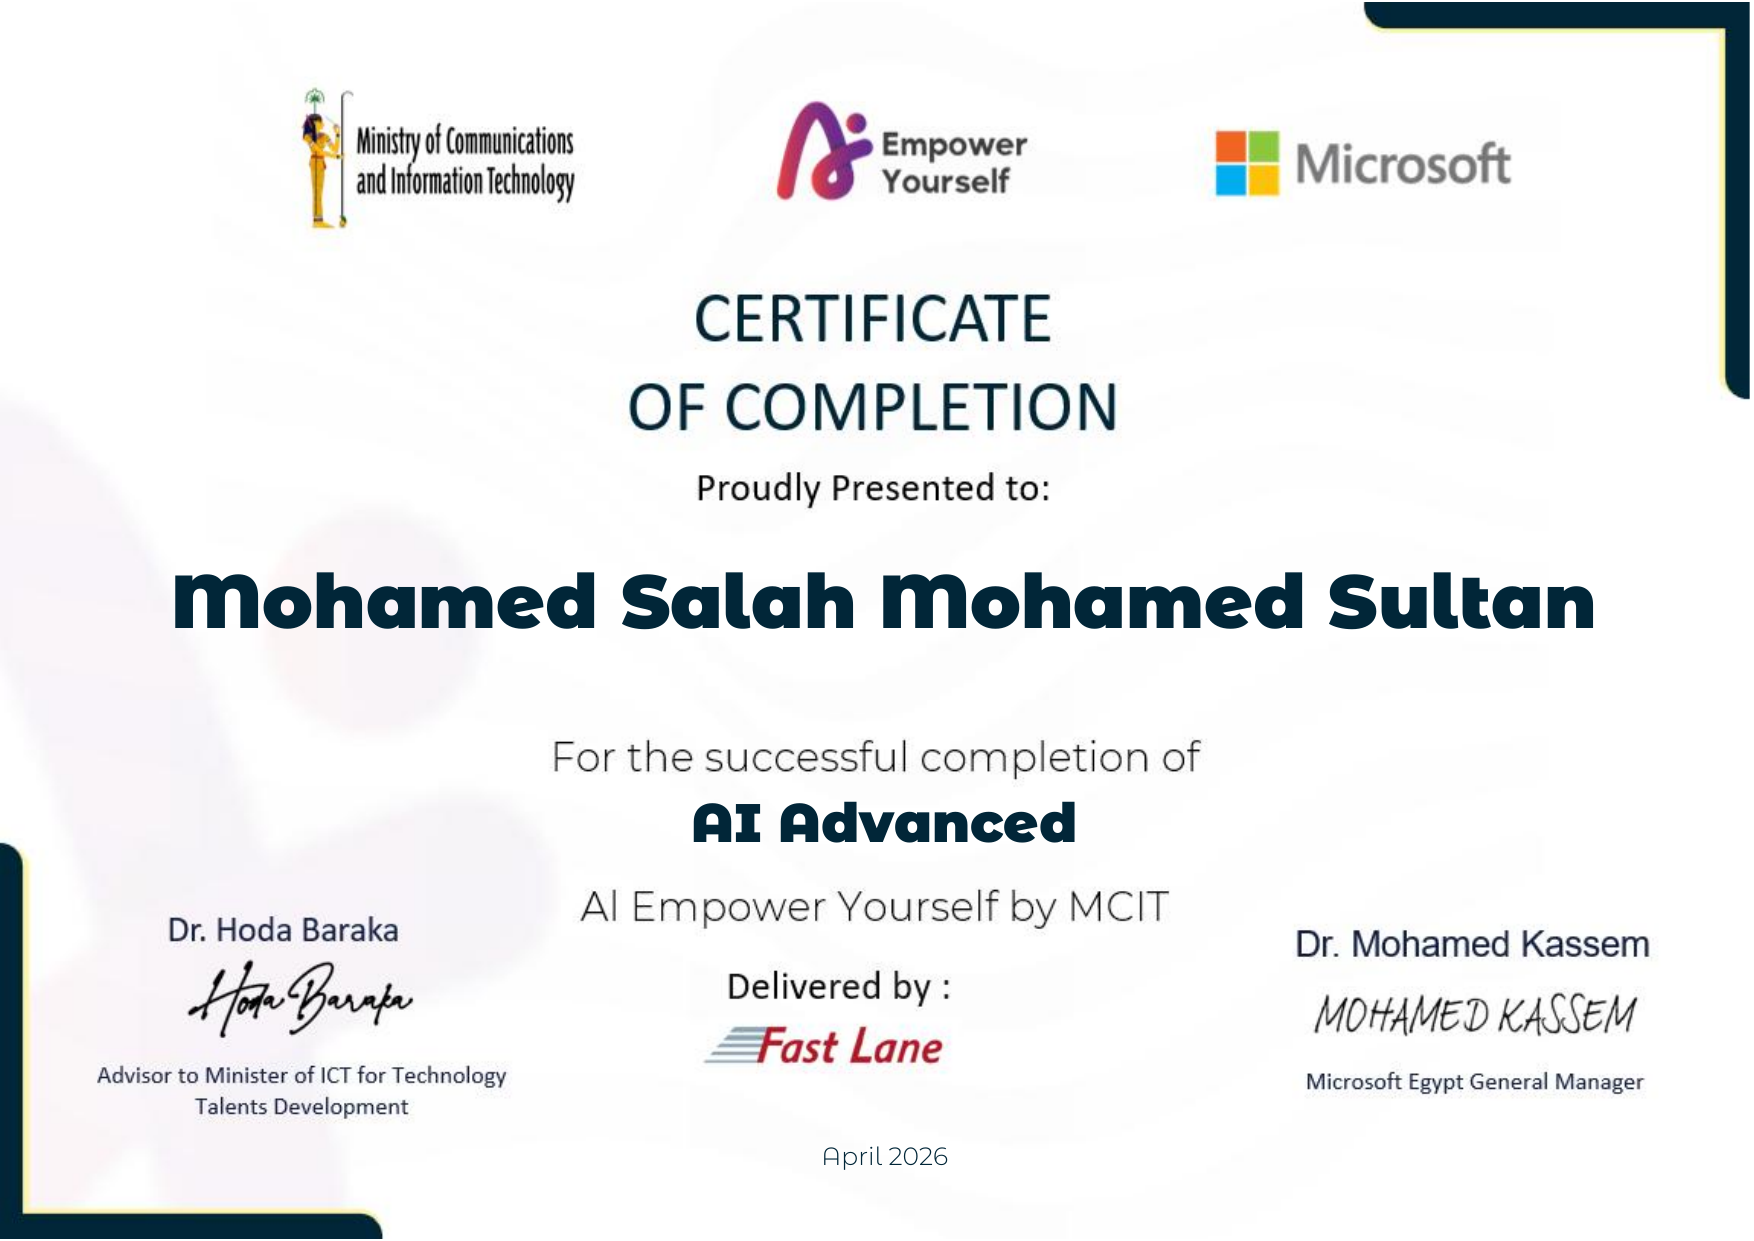 Ministry of Communications
and Information Technology
Empower
Yourself
Microsoft
CERTIFICATE
OF COMPLETION
Proudly Presented to:
Mohamed Salah Mohamed Sultan
For the successful completion of
AI Advanced
AI Empower Yourself by MCIT
Dr. Hoda Baraka
Hoda Baraka
Advisor to Minister of ICT for Technology
Talents Development
Delivered by :
Fast Lane
Dr. Mohamed Kassem
MOHAMED KASSEM
Microsoft Egypt General Manager
April 2026